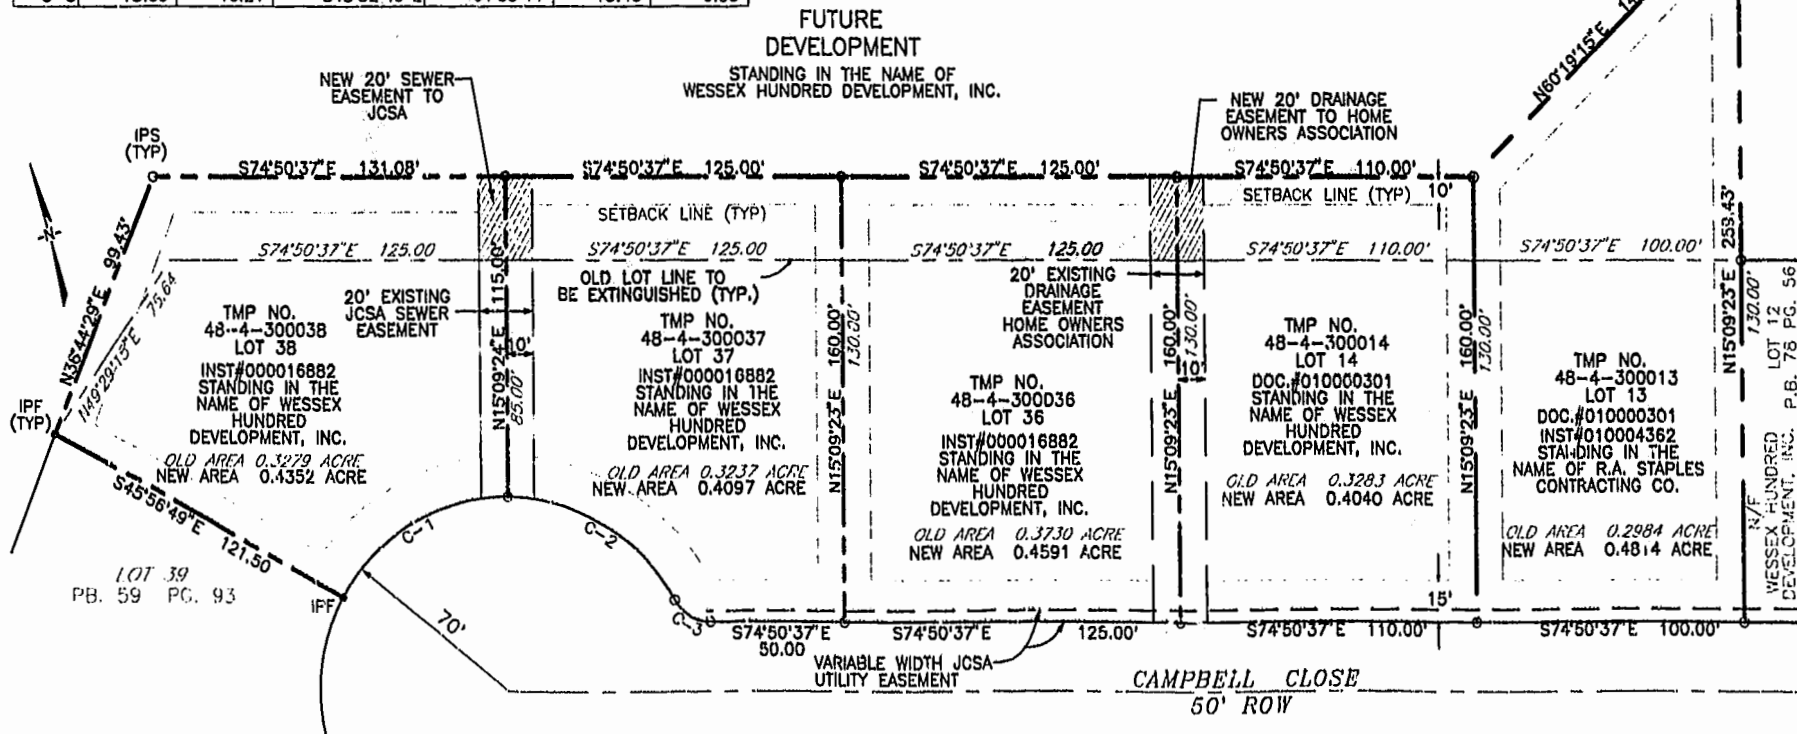 FUTURE
DEVELOPMENT
STANDING IN THE NAME OF
WESSEX HUNDRED DEVELOPMENT, INC.
NEW 20' SEWER
EASEMENT TO
JCSA
NEW 20' DRAINAGE
EASEMENT TO HOME
OWNERS ASSOCIATION
N60°19'15"E
IPS
(TYP)
S74°50'37"E 131.08'
S74°50'37"E 125.00'
S74°50'37"E 125.00'
S74°50'37"E 110.00'
10'
SETBACK LINE (TYP)
SETBACK LINE (TYP)
N
N36°44'29"E 99.43'
N49°29'15"E 75.64
S74°50'37"E 125.00
S74°50'37"E 125.00
S74°50'37"E 125.00
S74°50'37"E 110.00'
S74°50'37"E 100.00'
OLD LOT LINE TO
BE EXTINGUISHED (TYP.)
20' EXISTING
JCSA SEWER
EASEMENT
20' EXISTING
DRAINAGE
EASEMENT
HOME OWNERS
ASSOCIATION
TMP NO.
48-4-300038
LOT 38
INST#000016882
STANDING IN THE
NAME OF WESSEX
HUNDRED
DEVELOPMENT, INC.
OLD AREA 0.3279 ACRE
NEW AREA 0.4352 ACRE
N15°09'24"E 115.00'
10'
85.00'
TMP NO.
48-4-300037
LOT 37
INST#000016882
STANDING IN THE
NAME OF WESSEX
HUNDRED
DEVELOPMENT, INC.
OLD AREA 0.3237 ACRE
NEW AREA 0.4097 ACRE
N15°09'23"E 160.00'
130.00'
TMP NO.
48-4-300036
LOT 36
INST#000016882
STANDING IN THE
NAME OF WESSEX
HUNDRED
DEVELOPMENT, INC.
OLD AREA 0.3730 ACRE
NEW AREA 0.4591 ACRE
N15°09'23"E 160.00'
130.00'
10'
TMP NO.
48-4-300014
LOT 14
DOC.#010000301
STANDING IN THE
NAME OF WESSEX
HUNDRED
DEVELOPMENT, INC.
OLD AREA 0.3283 ACRE
NEW AREA 0.4040 ACRE
N15°09'23"E 160.00'
130.00'
TMP NO.
48-4-300013
LOT 13
DOC.#010000301
INST#010004362
STANDING IN THE
NAME OF R.A. STAPLES
CONTRACTING CO.
OLD AREA 0.2984 ACRE
NEW AREA 0.4814 ACRE
N15°09'23"E 259.43'
130.00'
N/F
WESSEX HUNDRED
DEVELOPMENT, INC.
LOT 12
P.B. 78 PG. 56
IPF
(TYP)
S45°56'49"E 121.50
LOT 39
PB. 59 PG. 93
IPF
C-1
C-2
C-3
70'
15'
S74°50'37"E
50.00
S74°50'37"E 125.00'
S74°50'37"E 110.00'
S74°50'37"E 100.00'
VARIABLE WIDTH JCSA
UTILITY EASEMENT
CAMPBELL CLOSE
50' ROW